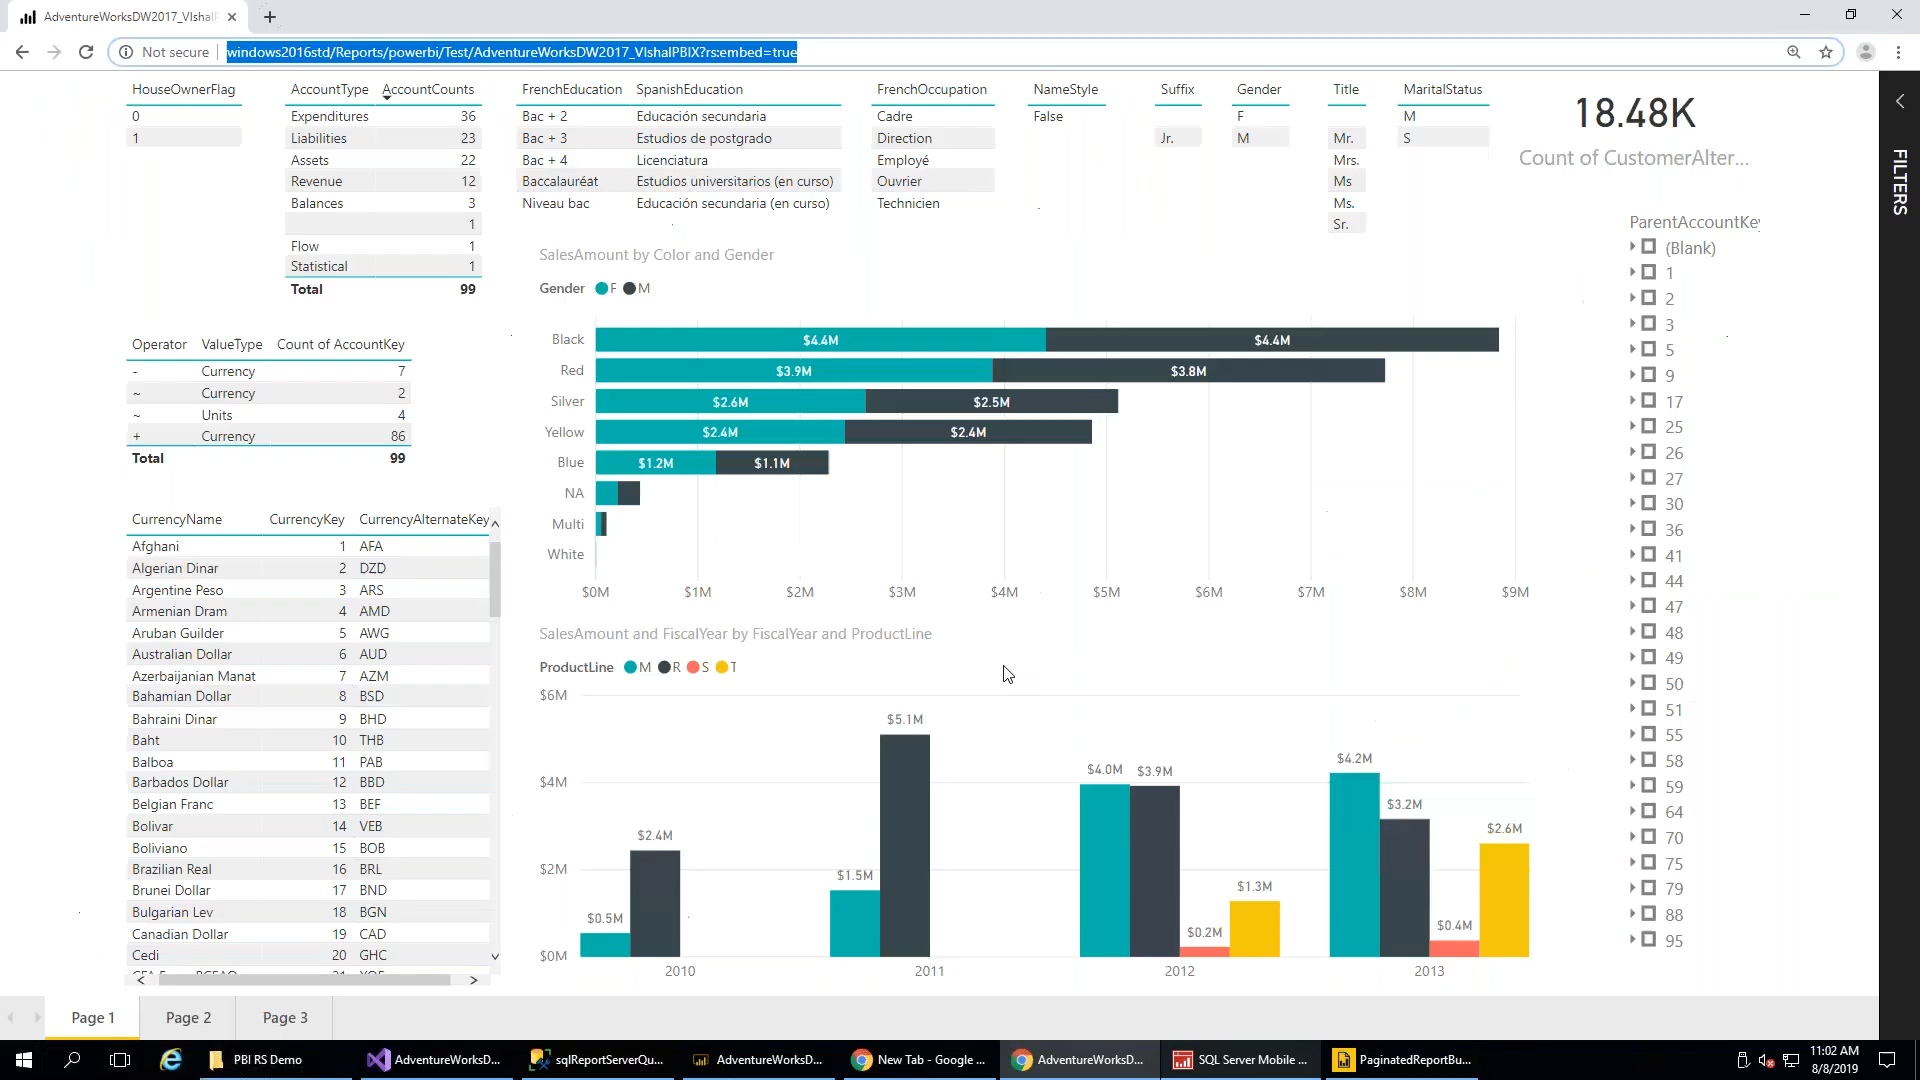 AdventureWorksDW2017_VIshalP
Not secure
windows2016std/Reports/powerbi/Test/AdventureWorksDW2017_VIshalPBIX?rs:embed=true
HouseOwnerFlag
0
1
AccountType AccountCounts
Expenditures 36
Liabilities 23
Assets 22
Revenue 12
Balances 3
1
Flow 1
Statistical 1
Total 99
FrenchEducation SpanishEducation
Bac + 2 Educación secundaria
Bac + 3 Estudios de postgrado
Bac + 4 Licenciatura
Baccalauréat Estudios universitarios (en curso)
Niveau bac Educación secundaria (en curso)
FrenchOccupation
Cadre
Direction
Employé
Ouvrier
Technicien
NameStyle
False
Suffix
Jr.
Gender
F
M
Title
Mr.
Mrs.
Ms
Ms.
Sr.
MaritalStatus
M
S
18.48K
Count of CustomerAlter...
FILTERS
Operator ValueType Count of AccountKey
- Currency 7
~ Currency 2
~ Units 4
+ Currency 86
Total 99
CurrencyName CurrencyKey CurrencyAlternateKey
Afghani 1 AFA
Algerian Dinar 2 DZD
Argentine Peso 3 ARS
Armenian Dram 4 AMD
Aruban Guilder 5 AWG
Australian Dollar 6 AUD
Azerbaijanian Manat 7 AZM
Bahamian Dollar 8 BSD
Bahraini Dinar 9 BHD
Baht 10 THB
Balboa 11 PAB
Barbados Dollar 12 BBD
Belgian Franc 13 BEF
Bolivar 14 VEB
Boliviano 15 BOB
Brazilian Real 16 BRL
Brunei Dollar 17 BND
Bulgarian Lev 18 BGN
Canadian Dollar 19 CAD
Cedi 20 GHC
SalesAmount by Color and Gender
Gender F M
Black $4.4M $4.4M
Red $3.9M $3.8M
Silver $2.6M $2.5M
Yellow $2.4M $2.4M
Blue $1.2M $1.1M
NA
Multi
White
$0M $1M $2M $3M $4M $5M $6M $7M $8M $9M
SalesAmount and FiscalYear by FiscalYear and ProductLine
ProductLine M R S T
$6M
$4M
$2M
$0M
$0.5M $2.4M
$1.5M $5.1M
$4.0M $3.9M $0.2M $1.3M
$4.2M $3.2M $0.4M $2.6M
2010 2011 2012 2013
ParentAccountKey
(Blank)
1
2
3
5
9
17
25
26
27
30
36
41
44
47
48
49
50
51
55
58
59
64
70
75
79
88
95
Page 1 Page 2 Page 3
PBI RS Demo
AdventureWorksD...
sqlReportServerQu...
AdventureWorksD...
New Tab - Google ...
AdventureWorksD...
SQL Server Mobile ...
PaginatedReportBu...
11:02 AM
8/8/2019